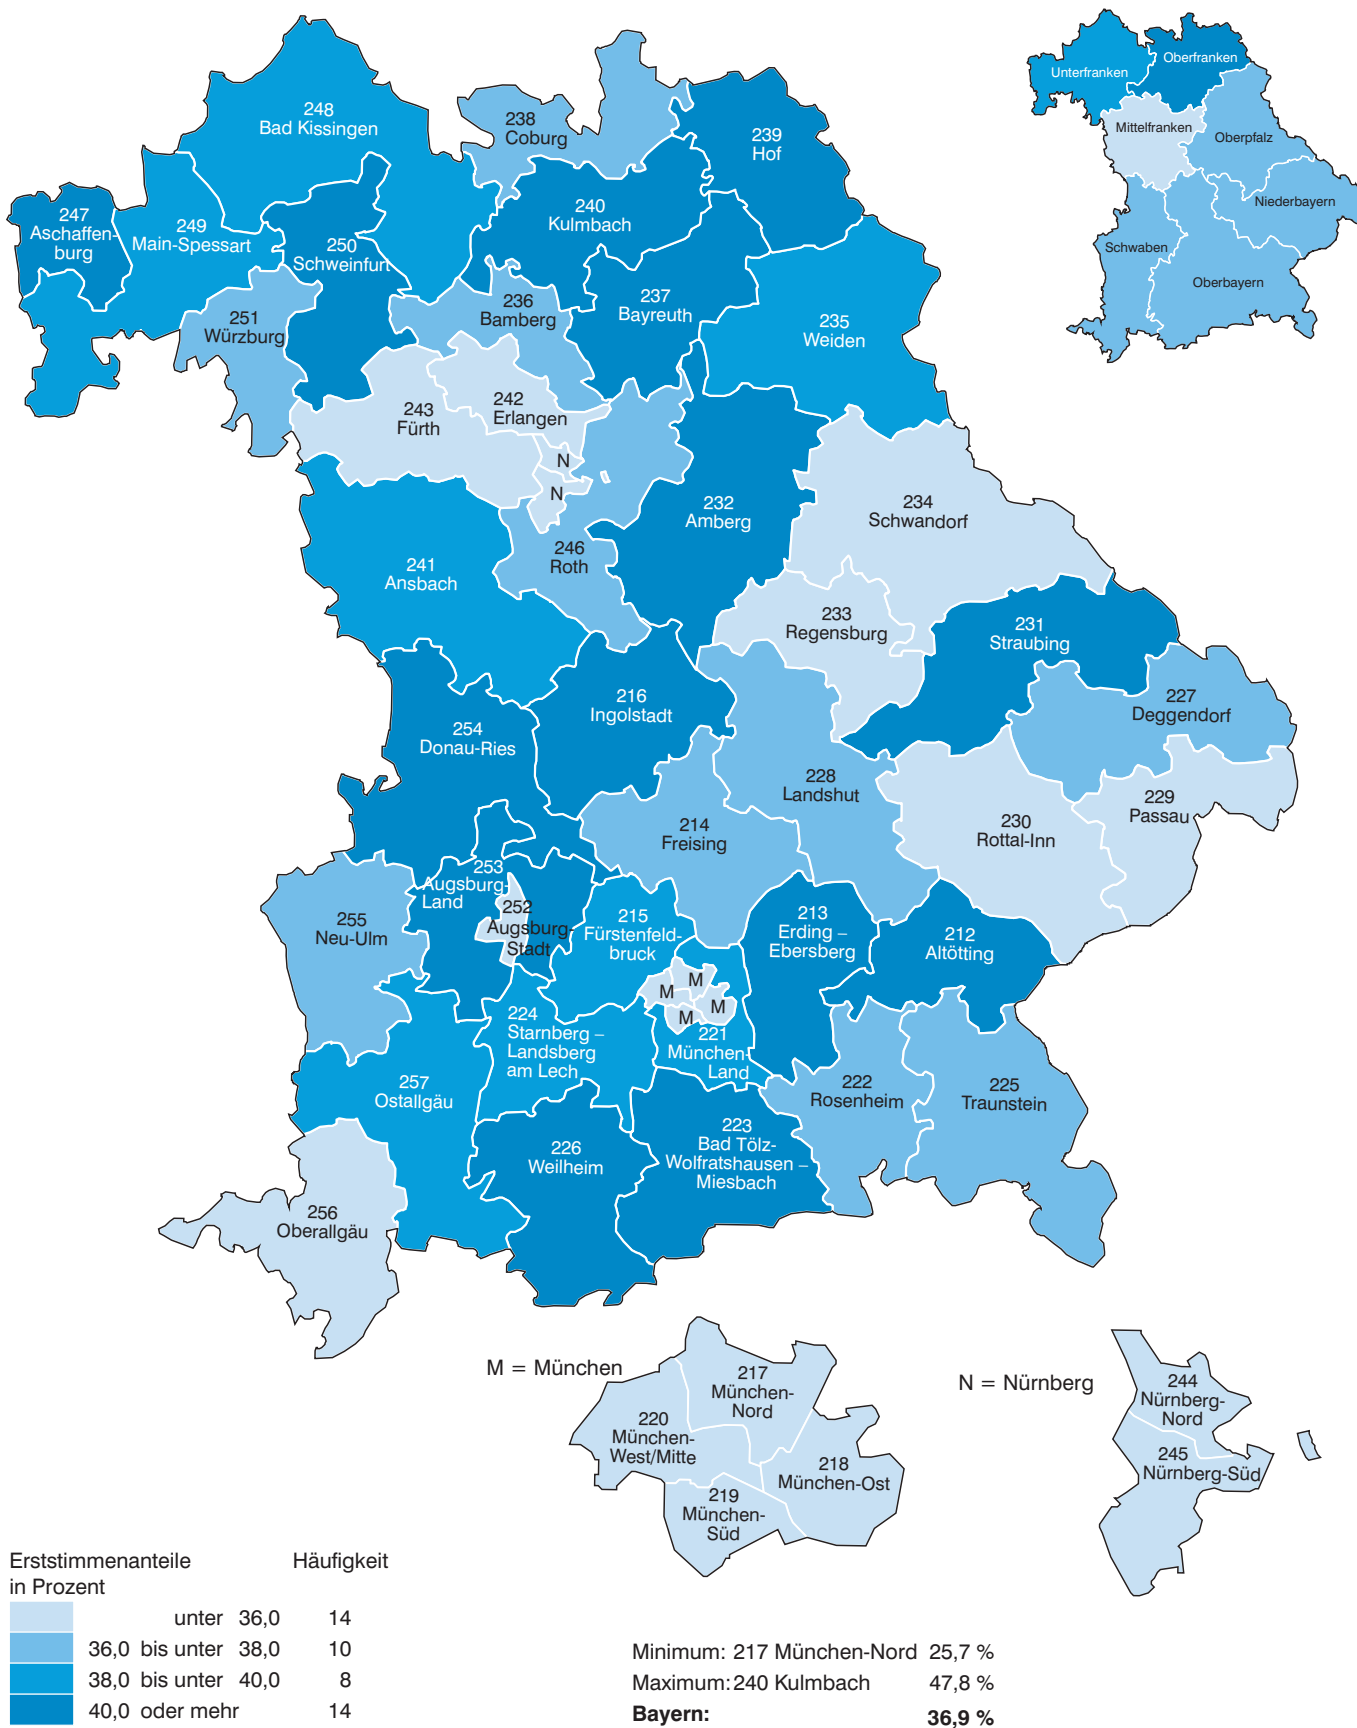 248
Bad Kissingen
238
Coburg
239
Hof
247
Aschaffen-
burg
249
Main-Spessart
250
Schweinfurt
240
Kulmbach
251
Würzburg
236
Bamberg
237
Bayreuth
235
Weiden
243
Fürth
242
Erlangen
N
N
232
Amberg
234
Schwandorf
241
Ansbach
246
Roth
233
Regensburg
231
Straubing
216
Ingolstadt
254
Donau-Ries
227
Deggendorf
228
Landshut
229
Passau
230
Rottal-Inn
214
Freising
253
Augsburg-
Land
252
Augsburg-
Stadt
255
Neu-Ulm
215
Fürstenfeld-
bruck
213
Erding –
Ebersberg
212
Altötting
M
M
M
M
224
Starnberg –
Landsberg
am Lech
221
München-
Land
257
Ostallgäu
222
Rosenheim
225
Traunstein
226
Weilheim
223
Bad Tölz-
Wolfratshausen –
Miesbach
256
Oberallgäu
Unterfranken
Oberfranken
Mittelfranken
Oberpfalz
Niederbayern
Schwaben
Oberbayern
M = München
217
München-
Nord
220
München-
West/Mitte
218
München-Ost
219
München-
Süd
N = Nürnberg
244
Nürnberg-
Nord
245
Nürnberg-Süd
Erststimmenanteile Häufigkeit
in Prozent
unter 36,0 14
36,0 bis unter 38,0 10
38,0 bis unter 40,0 8
40,0 oder mehr 14
Minimum: 217 München-Nord 25,7 %
Maximum: 240 Kulmbach 47,8 %
Bayern: 36,9 %